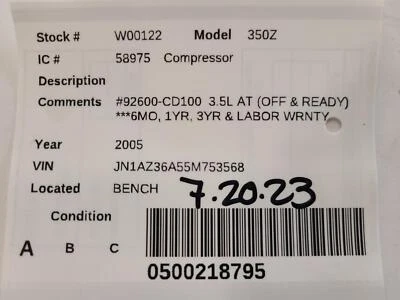 Stock # W00122 Model 350Z
IC # 58975 Compressor
Description
Comments #92600-CD100 3.5L AT (OFF & READY)
***6MO, 1YR, 3YR & LABOR WRNTY
Year 2005
VIN JN1AZ36A55M753568
Located BENCH 7.20.23
Condition
A B C
0500218795